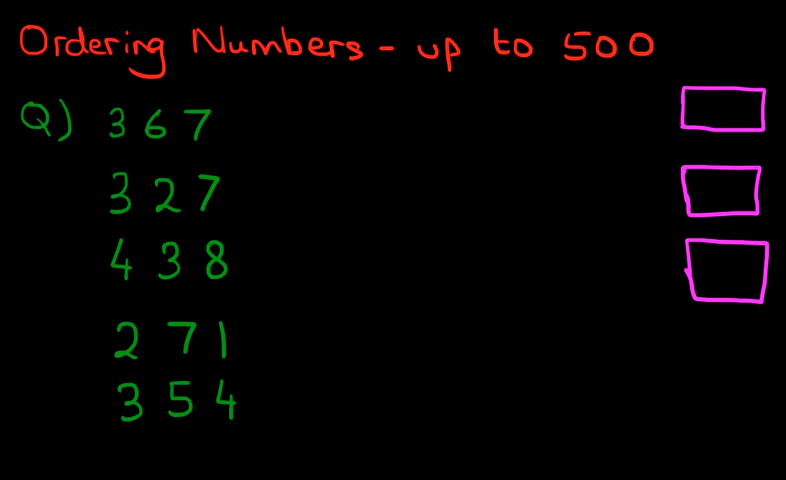 Ordering Numbers - up to 500
Q) 367
327
438
271
354